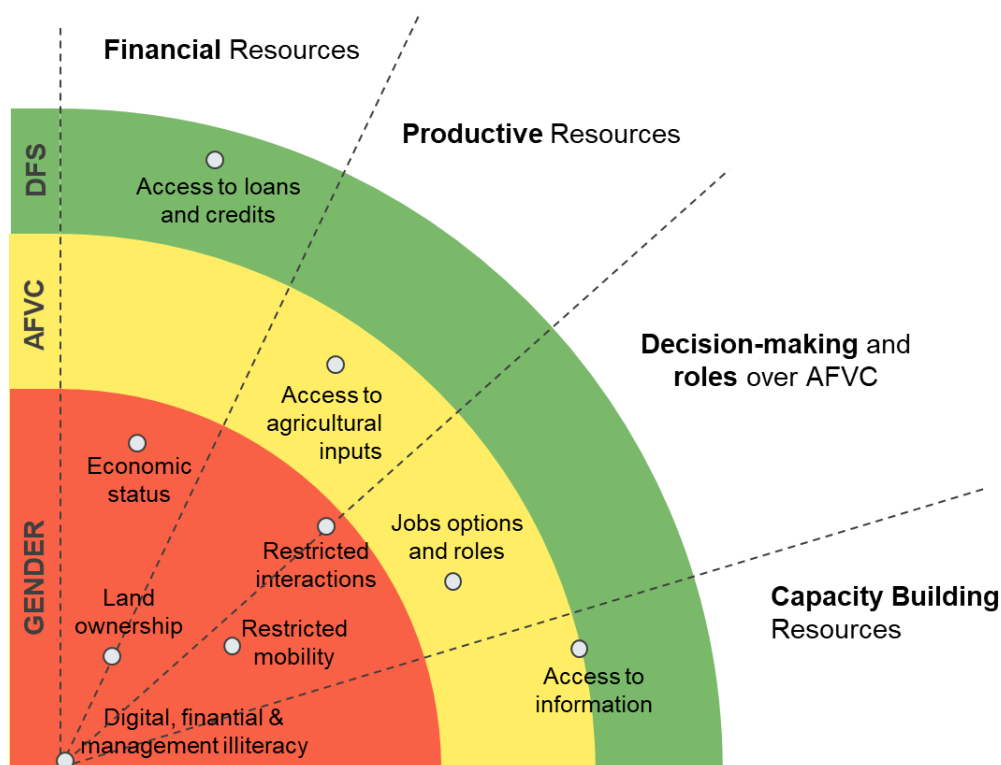 Financial Resources
Productive Resources
DFS
Access to loans
and credits
AFVC
Decision-making and
roles over AFVC
Access to
agricultural
inputs
Economic
status
GENDER
Jobs options
and roles
Restricted
interactions
Capacity Building
Resources
Land
ownership
Restricted
mobility
Access to
information
Digital, finantial &
management illiteracy